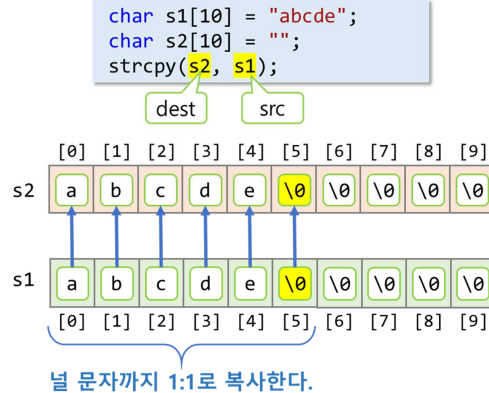 char s1[10] = "abcde";
char s2[10] = "";
strcpy(s2, s1);
dest src
[0] [1] [2] [3] [4] [5] [6] [7] [8] [9]
s2 a b c d e \0 \0 \0 \0 \0
s1 a b c d e \0 \0 \0 \0 \0
[0] [1] [2] [3] [4] [5] [6] [7] [8] [9]
널 문자까지 1:1로 복사한다.